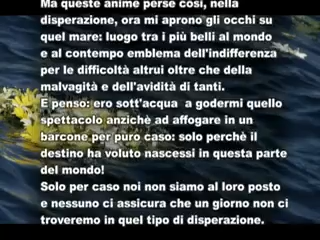 Ma queste anime perse così, nella
disperazione, ora mi aprono gli occhi su
quel mare: luogo tra i più belli al mondo
e al contempo emblema dell'indifferenza
per le difficoltà altrui oltre che della
malvagità e dell'avidità di tanti.
E penso: ero sott'acqua a godermi quello
spettacolo anzichè ad affogare in un
barcone per puro caso: solo perchè il
destino ha voluto nascessi in questa parte
del mondo!
Solo per caso noi non siamo al loro posto
e nessuno ci assicura che un giorno non ci
troveremo in quel tipo di disperazione.